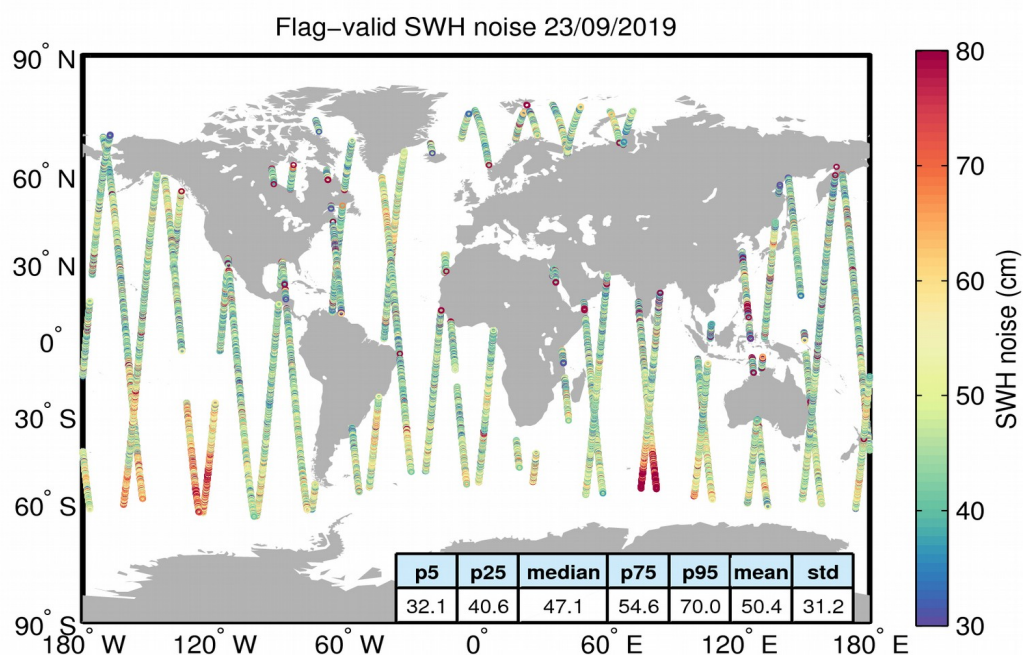 Flag−valid SWH noise 23/09/2019
90° N
60° N
30° N
0°
30° S
60° S
90° S
180° W
120° W
60° W
0°
60° E
120° E
180° E
p5 p25 median p75 p95 mean std
32.1 40.6 47.1 54.6 70.0 50.4 31.2
80
70
60
50
40
30
SWH noise (cm)